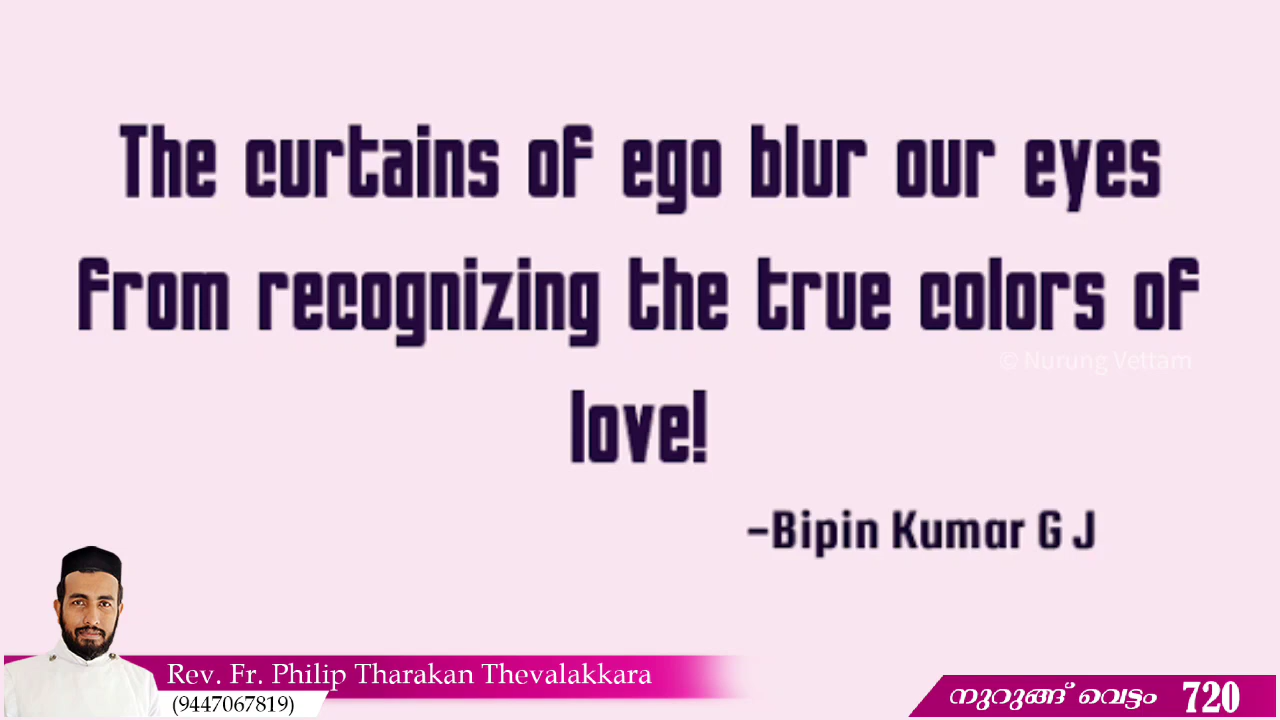 The curtains of ego blur our eyes
from recognizing the true colors of
love!
© Nurung Vettam
-Bipin Kumar G J
Rev. Fr. Philip Tharakan Thevalakkara
(9447067819)
നുറുങ്ങ് വെട്ടം 720